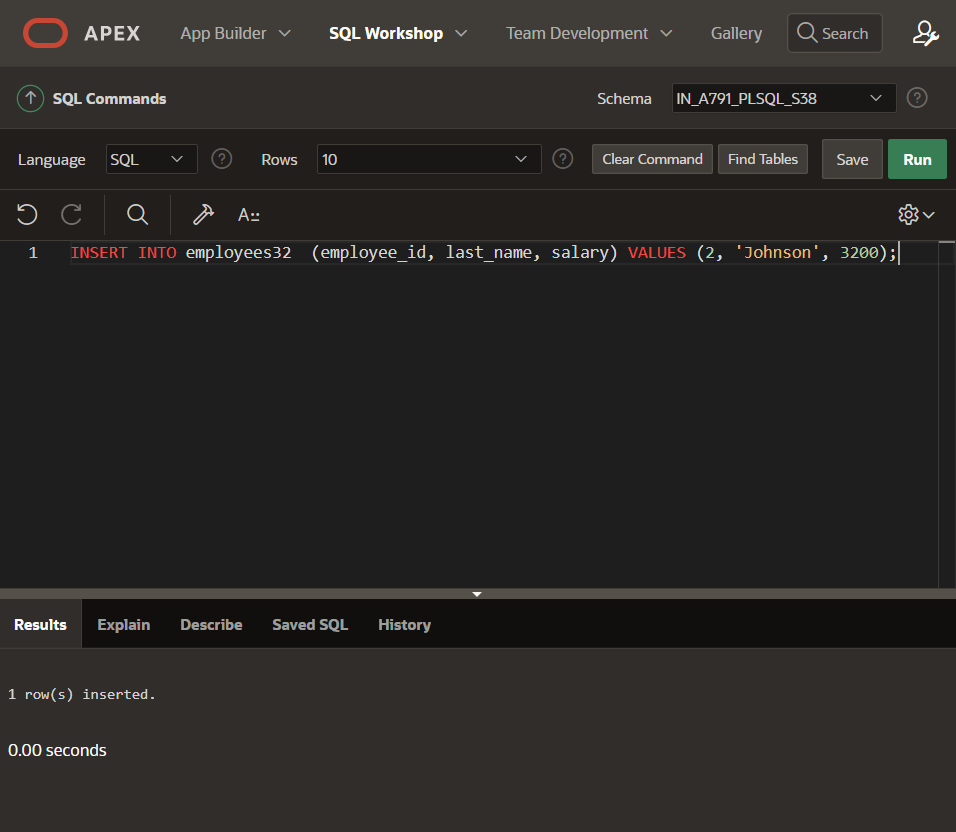 APEX App Builder SQL Workshop Team Development Gallery Search
SQL Commands Schema IN_A791_PLSQL_S38 ?
Language SQL ? Rows 10 ? Clear Command Find Tables Save Run
A::
1 INSERT INTO employees32  (employee_id, last_name, salary) VALUES (2, 'Johnson', 3200);
Results Explain Describe Saved SQL History
1 row(s) inserted.
0.00 seconds